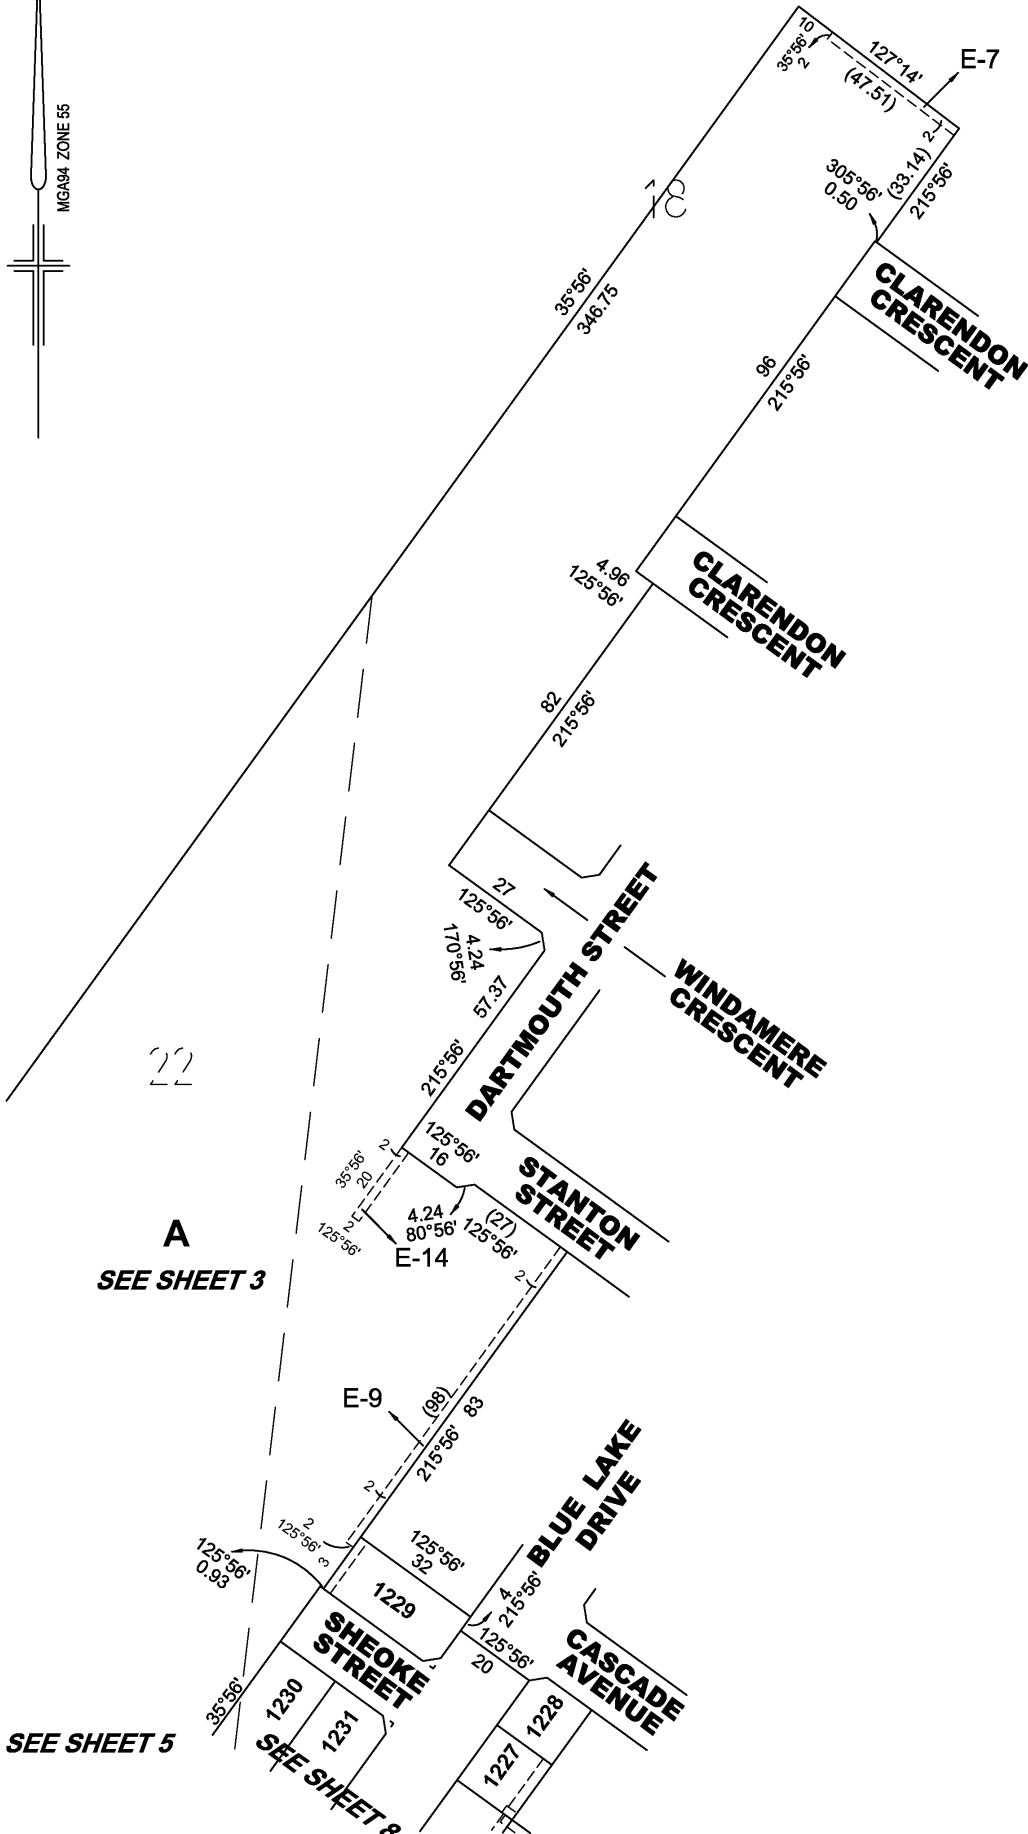 10
35°56'
2
127°14'
(47.51)
E-7
2
(33.14)
215°56'
305°56'
0.50
MGA94 ZONE 55
31
CLARENDON
CRESCENT
35°56'
346.75
96
215°56'
4.96
125°56'
CLARENDON
CRESCENT
82
215°56'
27
125°56'
4.24
170°56'
57.37
215°56'
DARTMOUTH STREET
WINDAMERE
CRESCENT
22
2
35°56'
20
2
125°56'
125°56'
16
4.24
80°56'
E-14
(27)
125°56'
STANTON
STREET
A
SEE SHEET 3
2
E-9
(98)
83
215°56'
2
2
125°56'
3
125°56'
0.93
125°56'
32
1229
BLUE LAKE
DRIVE
4
215°56'
125°56'
20
SHEOKE
STREET
CASCADE
AVENUE
35°56'
1230
1231
1228
1227
SEE SHEET 5
SEE SHEET 8